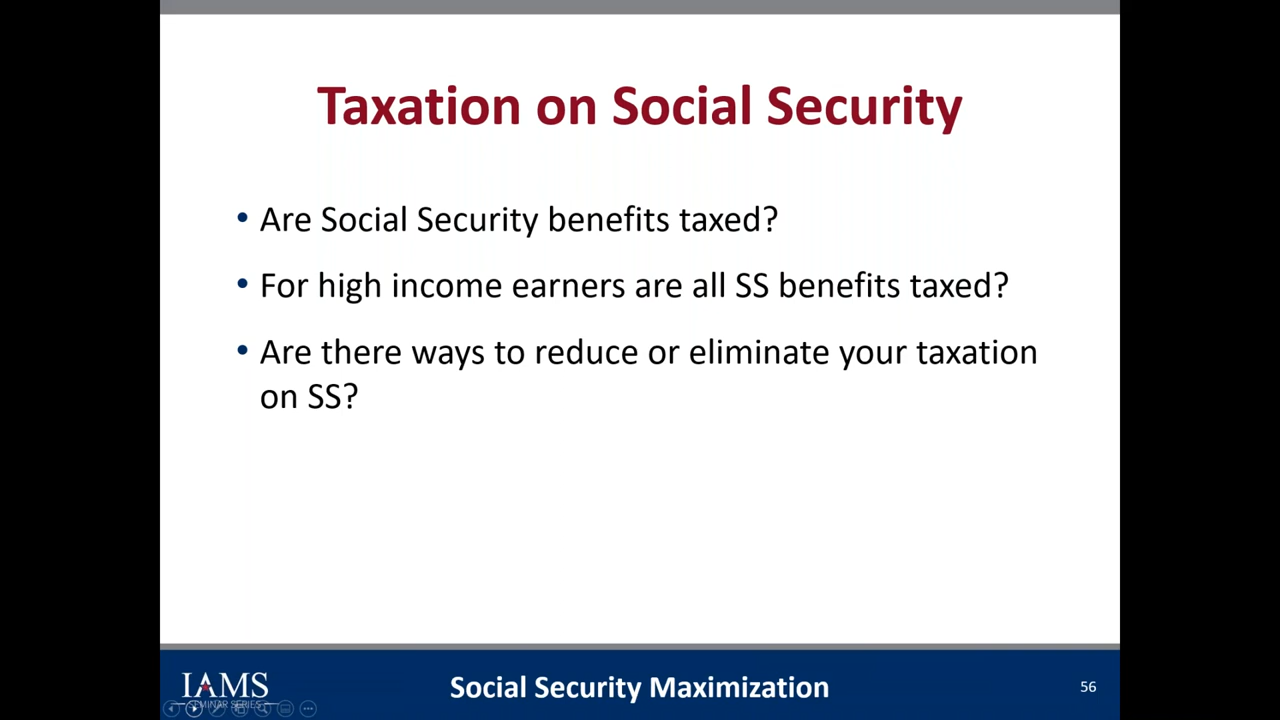 Taxation on Social Security
• Are Social Security benefits taxed?
• For high income earners are all SS benefits taxed?
• Are there ways to reduce or eliminate your taxation
on SS?
IAMS
SEMINAR SERIES
Social Security Maximization
56